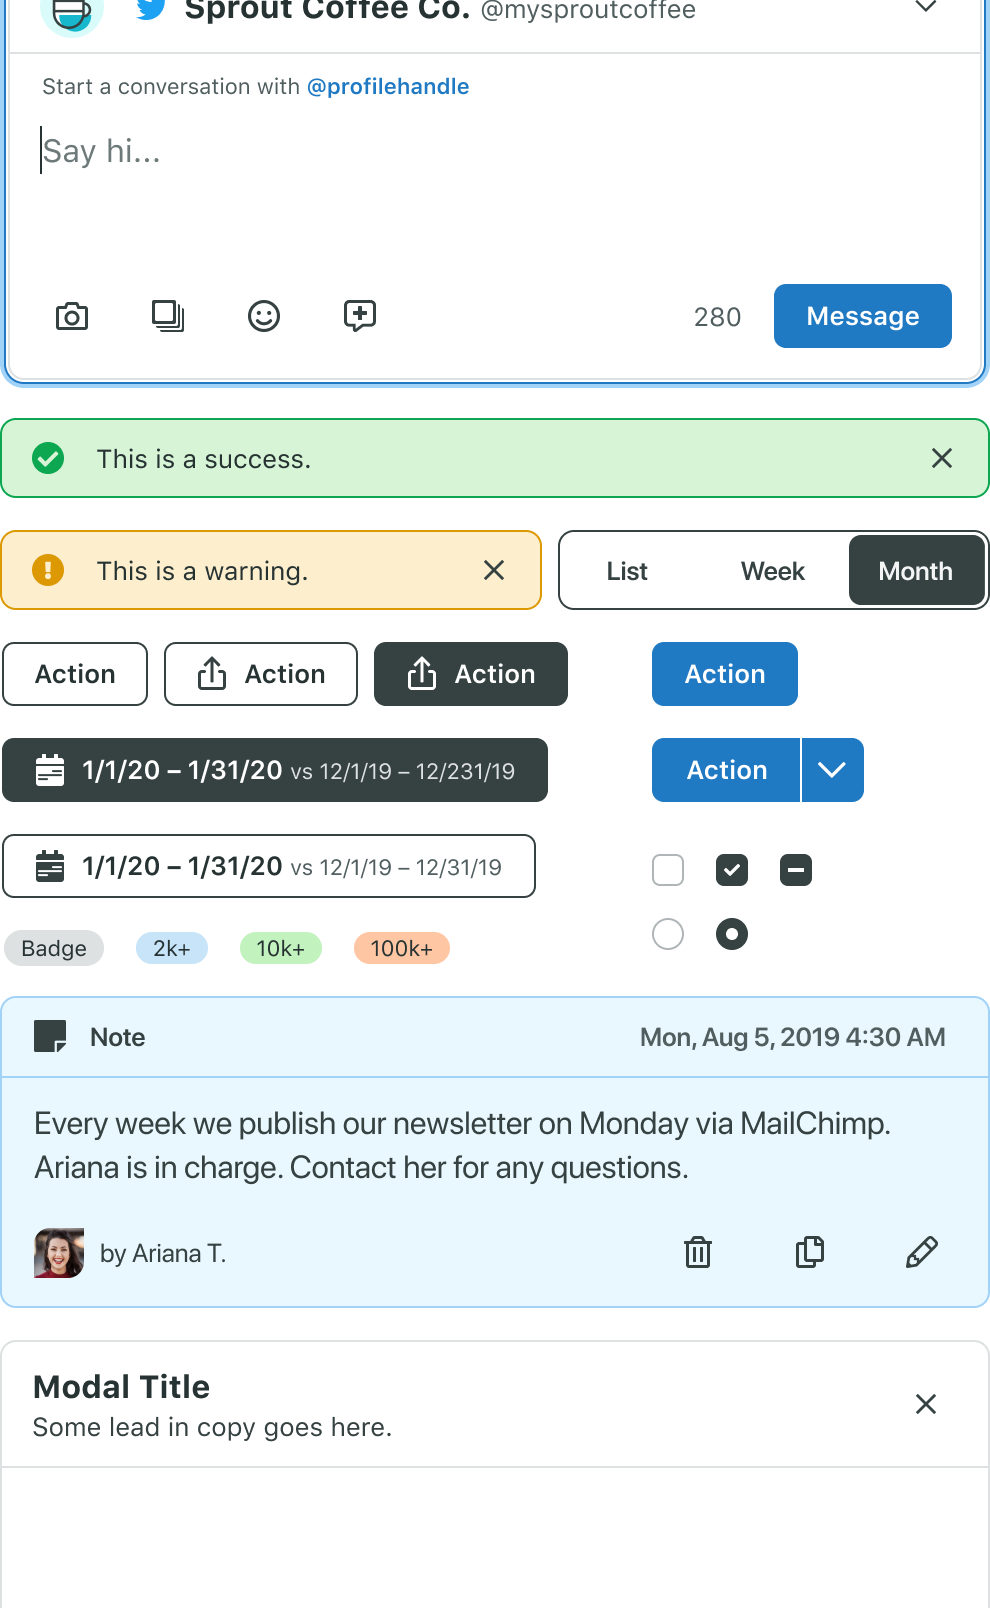 Sprout Coffee Co. @mysproutcoffee
Start a conversation with @profilehandle
Say hi...
280 Message
This is a success.
This is a warning.
List Week Month
Action Action Action Action
1/1/20 – 1/31/20 vs 12/1/19 – 12/231/19
Action
1/1/20 – 1/31/20 vs 12/1/19 – 12/31/19
Badge 2k+ 10k+ 100k+
Note Mon, Aug 5, 2019 4:30 AM
Every week we publish our newsletter on Monday via MailChimp.
Ariana is in charge. Contact her for any questions.
by Ariana T.
Modal Title
Some lead in copy goes here.